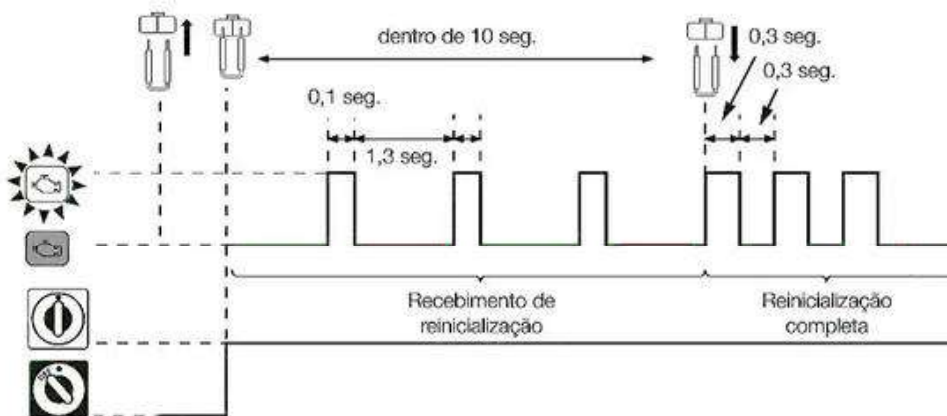 dentro de 10 seg.
0,3 seg.
0,3 seg.
0,1 seg.
1,3 seg.
Recebimento de
reinicialização
Reinicialização
completa